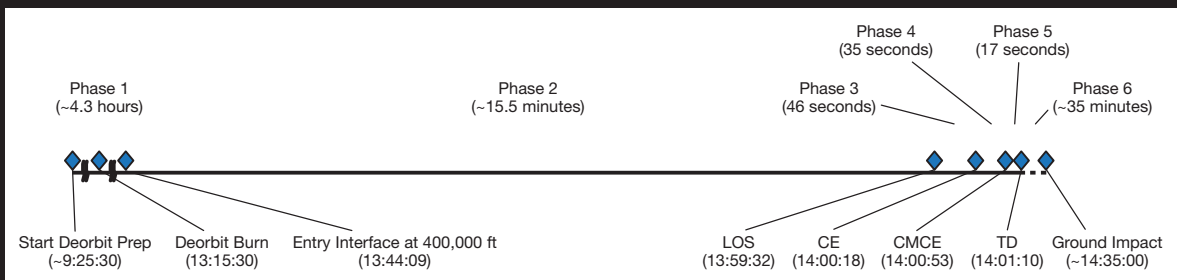 Phase 4
(35 seconds)
Phase 5
(17 seconds)
Phase 1
(~4.3 hours)
Phase 2
(~15.5 minutes)
Phase 3
(46 seconds)
Phase 6
(~35 minutes)
Start Deorbit Prep
(~9:25:30)
Deorbit Burn
(13:15:30)
Entry Interface at 400,000 ft
(13:44:09)
LOS
(13:59:32)
CE
(14:00:18)
CMCE
(14:00:53)
TD
(14:01:10)
Ground Impact
(~14:35:00)